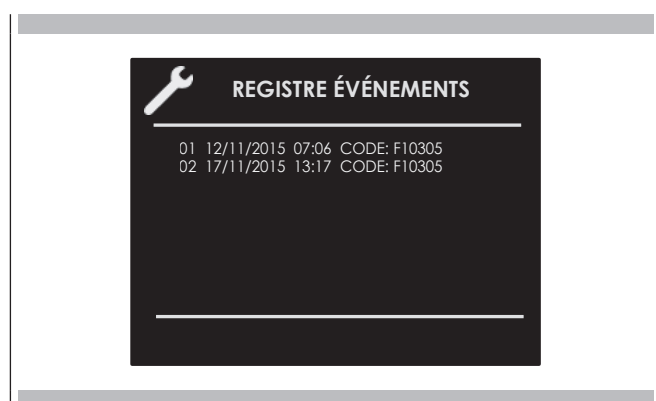 REGISTRE ÉVÉNEMENTS
01 12/11/2015 07:06 CODE: F10305
02 17/11/2015 13:17 CODE: F10305